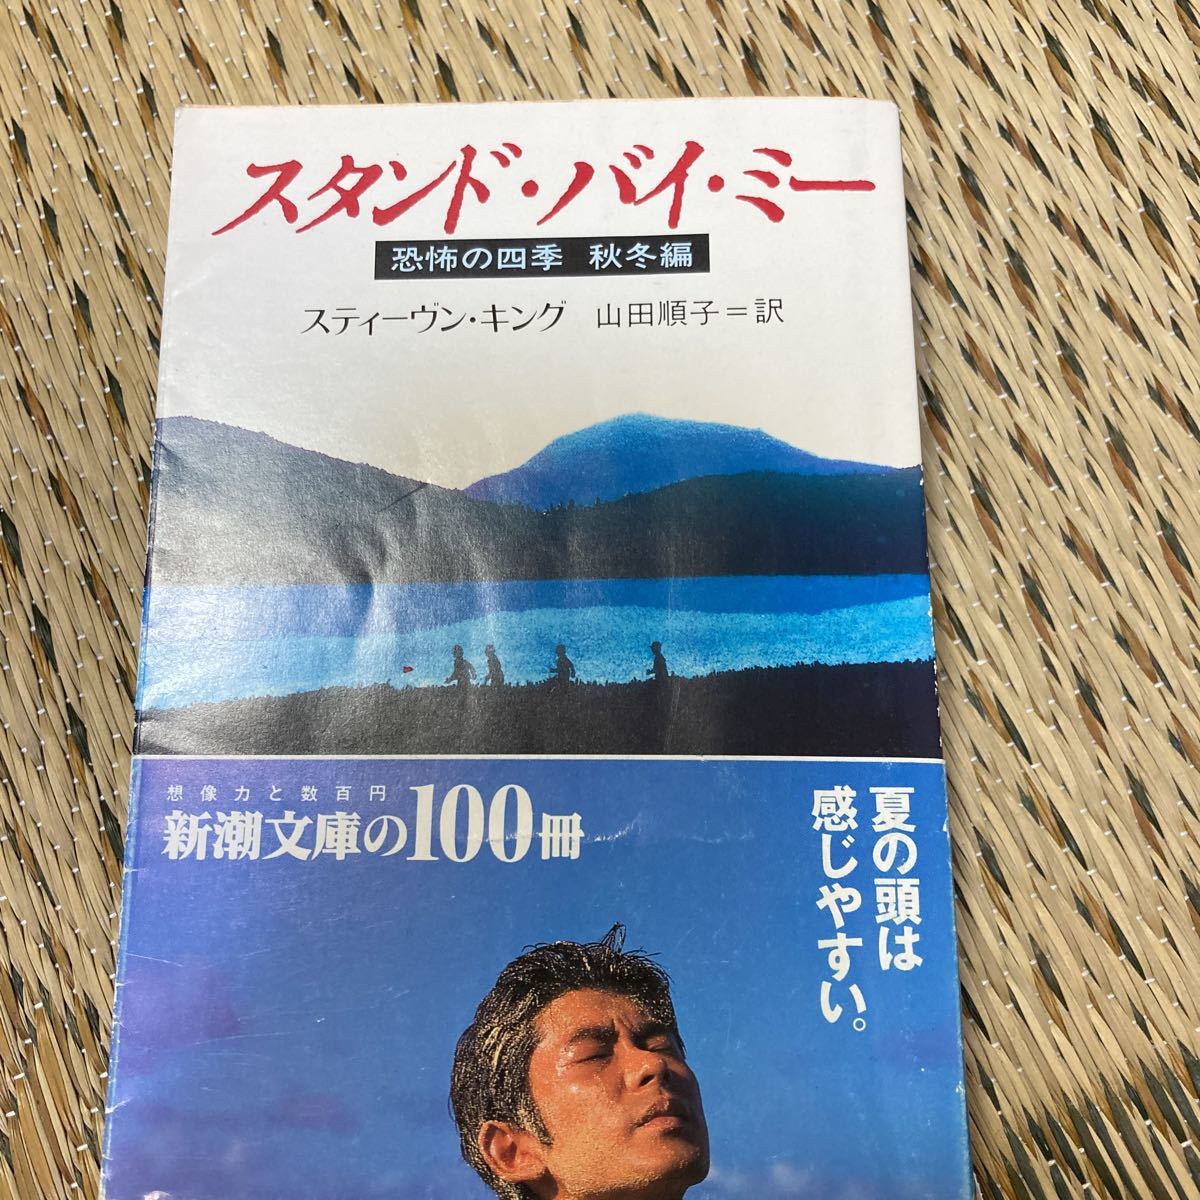 スタンド・バイ・ミー
恐怖の四季 秋冬編
スティーヴン・キング 山田順子=訳
想像力と数百円
新潮文庫の100冊
夏の頭は
感じやすい。